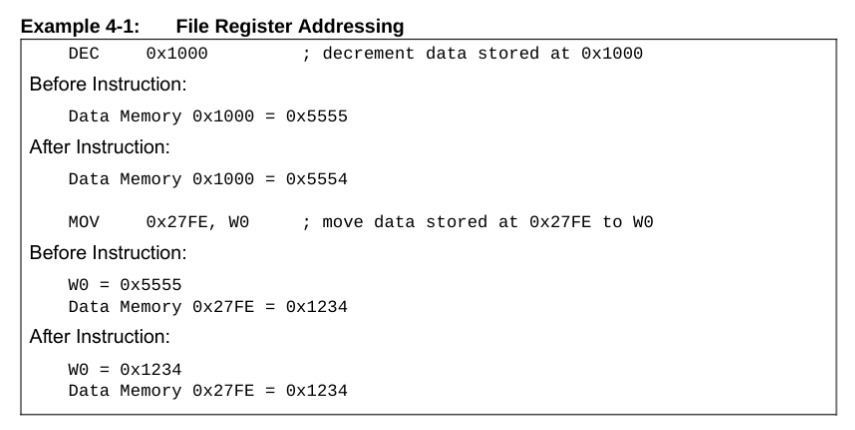 Example 4-1: File Register Addressing
DEC 0x1000 ; decrement data stored at 0x1000
Before Instruction:
Data Memory 0x1000 = 0x5555
After Instruction:
Data Memory 0x1000 = 0x5554
MOV 0x27FE, W0 ; move data stored at 0x27FE to W0
Before Instruction:
W0 = 0x5555
Data Memory 0x27FE = 0x1234
After Instruction:
W0 = 0x1234
Data Memory 0x27FE = 0x1234